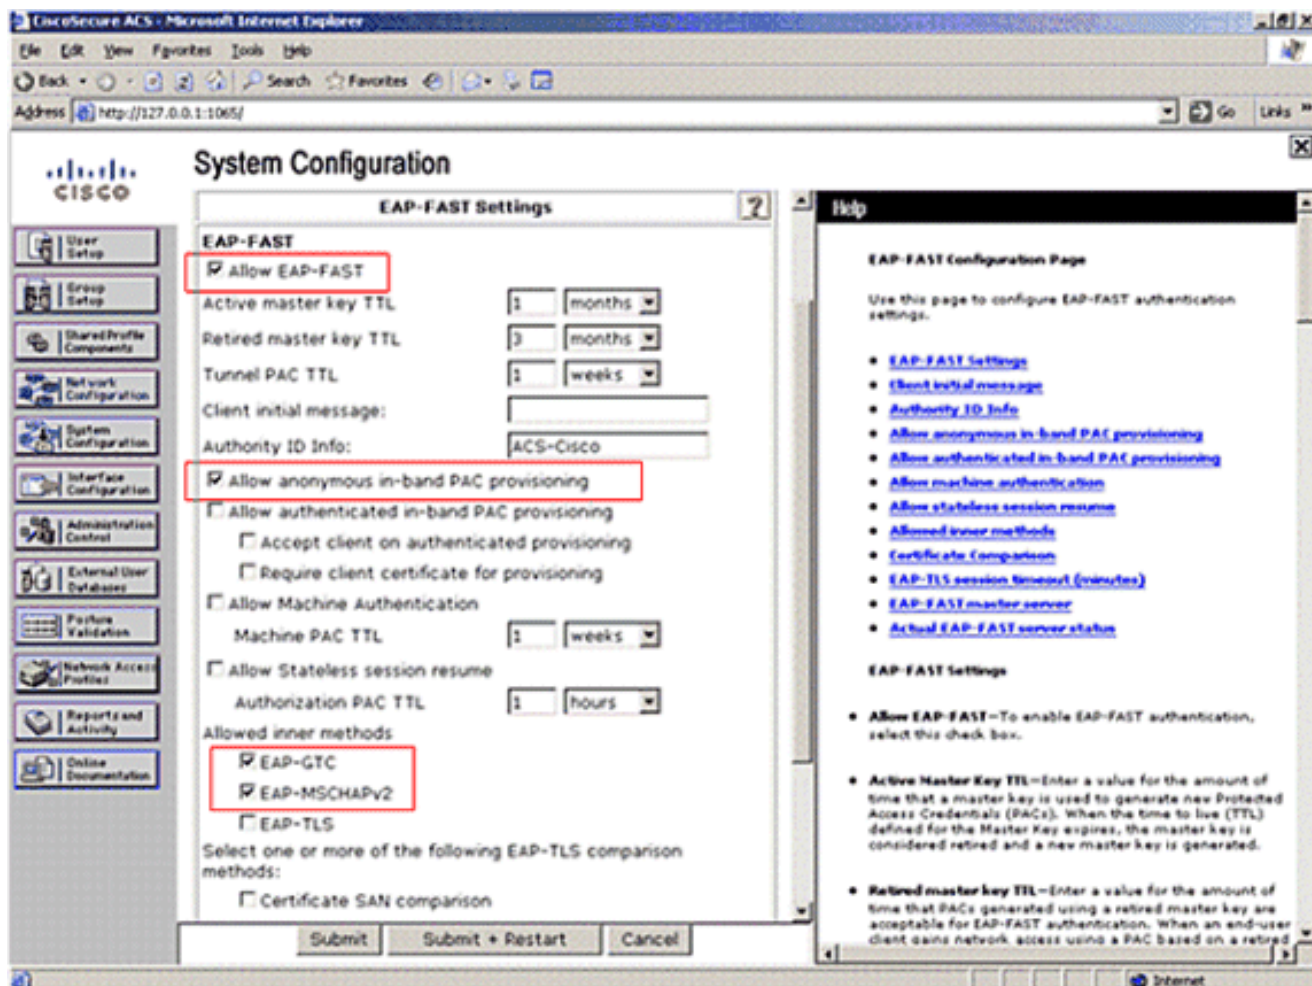 CiscoSecure ACS - Microsoft Internet Explorer
File Edit View Favorites Tools Help
Back Search Favorites
Address http://127.0.0.1:1065/ Go Links »
CISCO
System Configuration
User Setup
Group Setup
Shared Profile Components
Network Configuration
System Configuration
Interface Configuration
Administration Control
External User Databases
Posture Validation
Network Access Profiles
Reports and Activity
Online Documentation
EAP-FAST Settings ?
EAP-FAST
Allow EAP-FAST
Active master key TTL 1 months
Retired master key TTL 3 months
Tunnel PAC TTL 1 weeks
Client initial message:
Authority ID Info: ACS-Cisco
Allow anonymous in-band PAC provisioning
Allow authenticated in-band PAC provisioning
Accept client on authenticated provisioning
Require client certificate for provisioning
Allow Machine Authentication
Machine PAC TTL 1 weeks
Allow Stateless session resume
Authorization PAC TTL 1 hours
Allowed inner methods
EAP-GTC
EAP-MSCHAPv2
EAP-TLS
Select one or more of the following EAP-TLS comparison
methods:
Certificate SAN comparison
Submit Submit + Restart Cancel
Help
EAP-FAST Configuration Page
Use this page to configure EAP-FAST authentication
settings.
• EAP-FAST Settings
• Client initial message
• Authority ID Info
• Allow anonymous in-band PAC provisioning
• Allow authenticated in-band PAC provisioning
• Allow machine authentication
• Allow stateless session resume
• Allowed inner methods
• Certificate Comparison
• EAP-TLS session timeout (minutes)
• EAP-FAST master server
• Actual EAP-FAST server status
EAP-FAST Settings
• Allow EAP-FAST—To enable EAP-FAST authentication,
select this check box.
• Active Master Key TTL—Enter a value for the amount of
time that a master key is used to generate new Protected
Access Credentials (PACs). When the time to live (TTL)
defined for the Master Key expires, the master key is
considered retired and a new master key is generated.
• Retired master key TTL—Enter a value for the amount of
time that PACs generated using a retired master key are
acceptable for EAP-FAST authentication. When an end-user
client gains network access using a PAC based on a retired
Internet